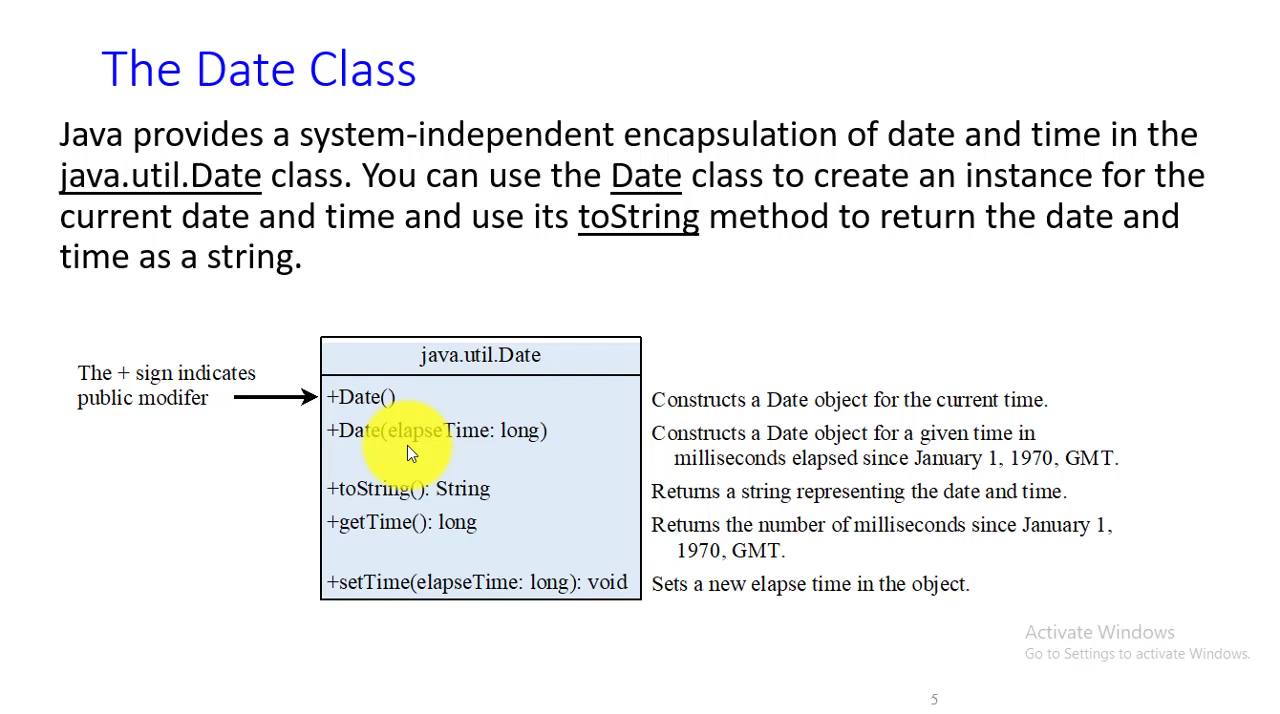 The Date Class
Java provides a system-independent encapsulation of date and time in the
java.util.Date class. You can use the Date class to create an instance for the
current date and time and use its toString method to return the date and
time as a string.
The + sign indicates
public modifer
java.util.Date
+Date()
Constructs a Date object for the current time.
+Date(elapseTime: long)
Constructs a Date object for a given time in
milliseconds elapsed since January 1, 1970, GMT.
+toString(): String
Returns a string representing the date and time.
+getTime(): long
Returns the number of milliseconds since January 1,
1970, GMT.
+setTime(elapseTime: long): void
Sets a new elapse time in the object.
Activate Windows
Go to Settings to activate Windows.
5